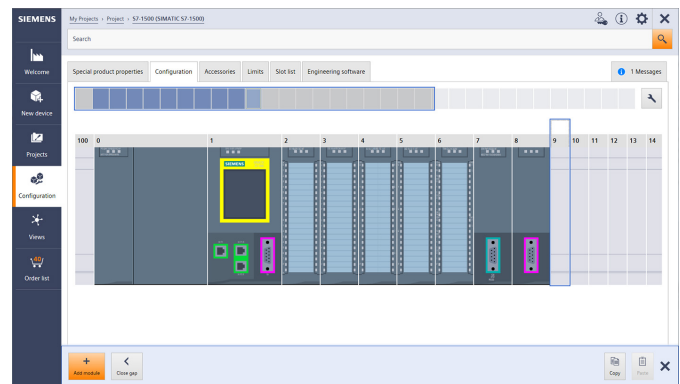 SIEMENS
My Projects › Project › S7-1500 (SIMATIC S7-1500)
Search
Welcome
New device
Projects
Configuration
Views
40
Order list
Special product properties Configuration Accessories Limits Slot list Engineering software
1 Messages
100 0 1 2 3 4 5 6 7 8 9 10 11 12 13 14
SIEMENS
Add module Close gap Copy Paste